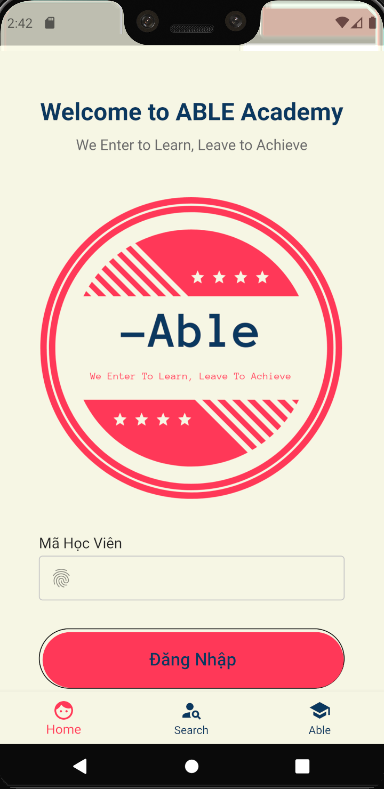 2:42
Welcome to ABLE Academy
We Enter to Learn, Leave to Achieve
—Able
We Enter To Learn, Leave To Achieve
Mã Học Viên
Đăng Nhập
Home Search Able